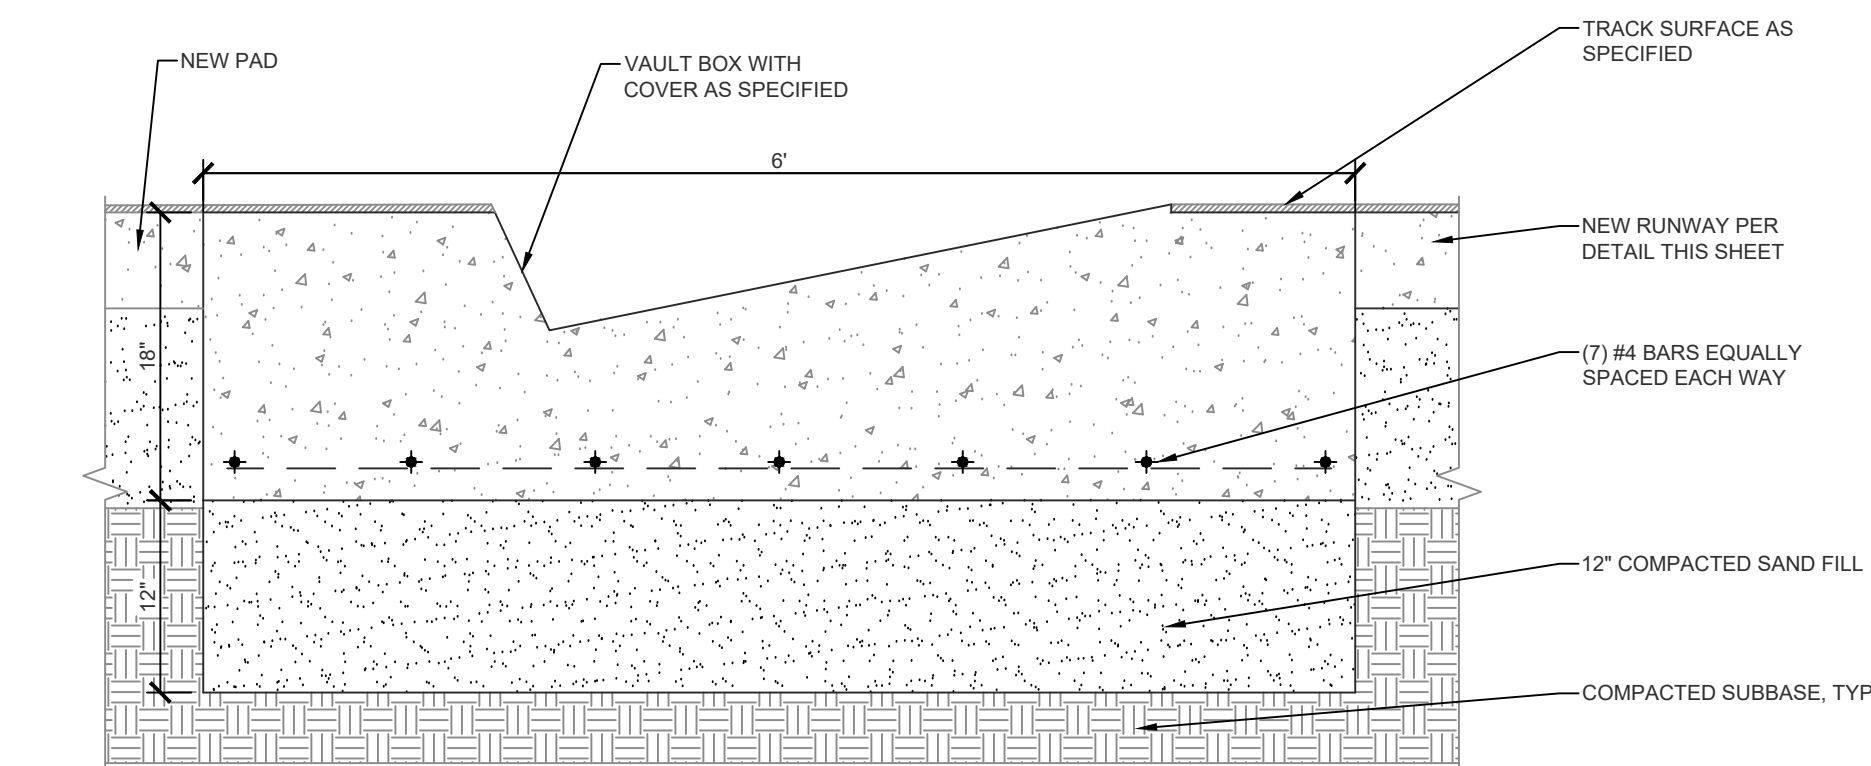 NEW PAD
VAULT BOX WITH
COVER AS SPECIFIED
TRACK SURFACE AS
SPECIFIED
6'
NEW RUNWAY PER
DETAIL THIS SHEET
18"
(7) #4 BARS EQUALLY
SPACED EACH WAY
12"
12" COMPACTED SAND FILL
COMPACTED SUBBASE, TYP